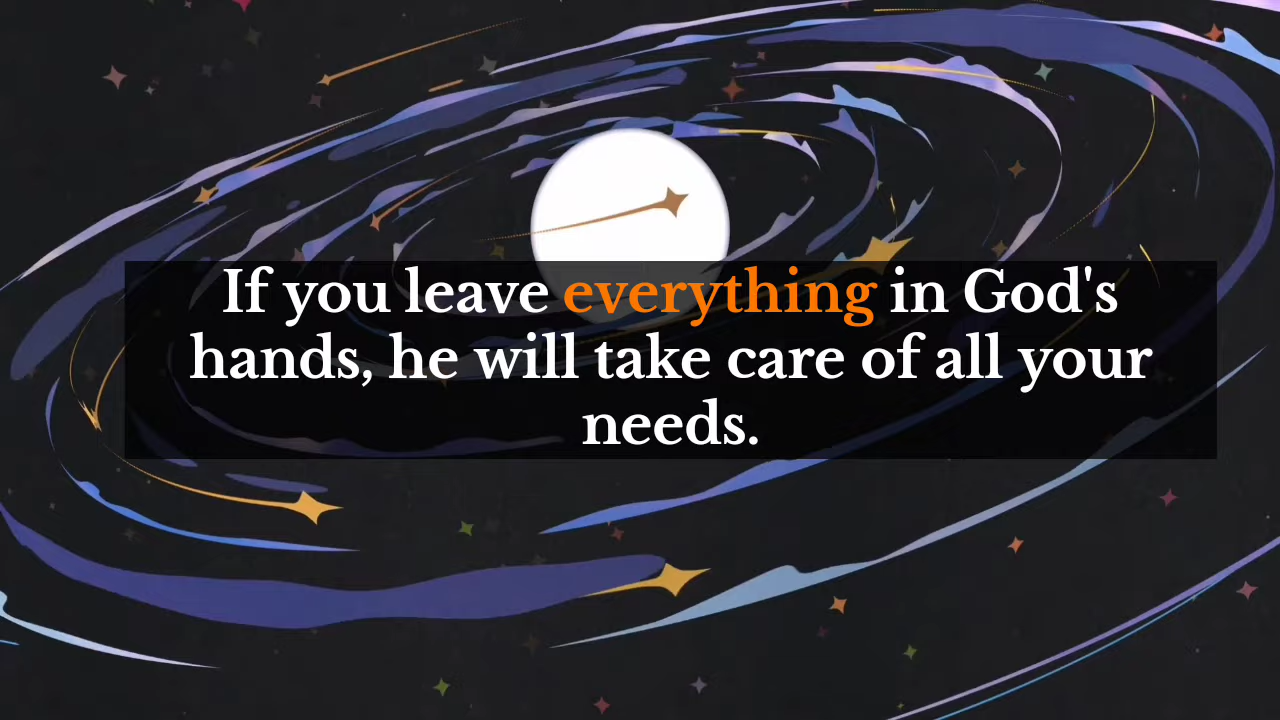 If you leave everything in God's
hands, he will take care of all your
needs.